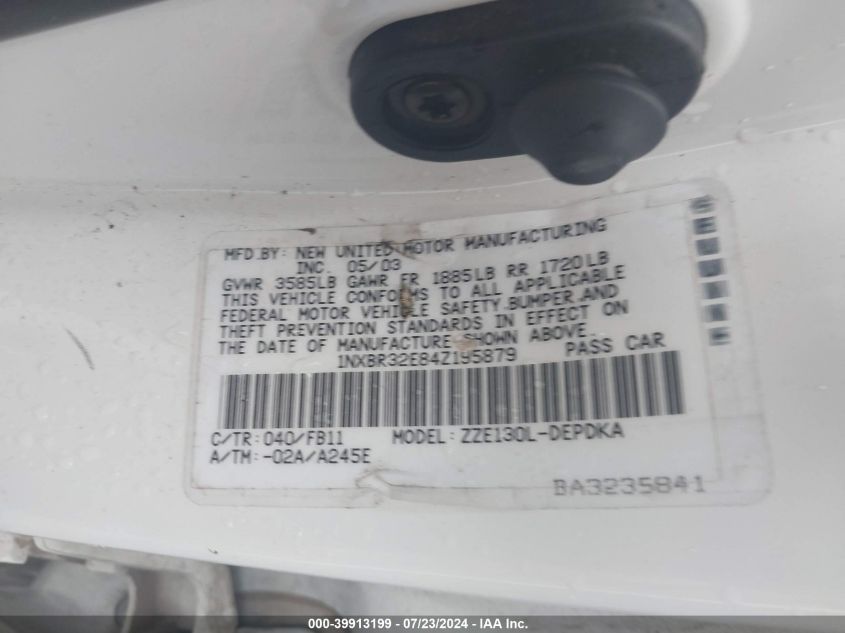 MFD.BY: NEW UNITED MOTOR MANUFACTURING
INC. 05/03
GVWR 3585LB GAWR FR 1885LB RR 1720LB
THIS VEHICLE CONFORMS TO ALL APPLICABLE
FEDERAL MOTOR VEHICLE SAFETY,BUMPER,AND
THEFT PREVENTION STANDARDS IN EFFECT ON
THE DATE OF MANUFACTURE SHOWN ABOVE.
1NXBR32E84Z195879 PASS CAR
C/TR:040/FB11 MODEL:ZZE130L-DEPDKA
A/TM:-02A/A245E
BA3235841
GENUINE
000-39913199 - 07/23/2024 - IAA Inc.